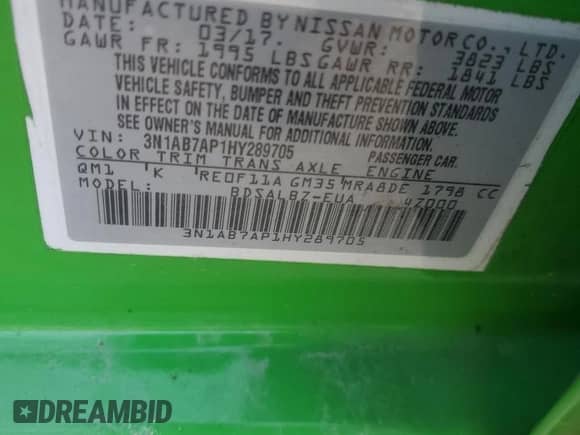 MANUFACTURED BY NISSAN MOTOR CO., LTD.
DATE: 03/17. GVWR: 3823 LBS
GAWR FR: 1995 LBS GAWR RR: 1841 LBS
THIS VEHICLE CONFORMS TO ALL APPLICABLE FEDERAL MOTOR
VEHICLE SAFETY, BUMPER AND THEFT PREVENTION STANDARDS
IN EFFECT ON THE DATE OF MANUFACTURE SHOWN ABOVE.
SEE OWNER'S MANUAL FOR ADDITIONAL INFORMATION.
VIN: 3N1AB7AP1HY289705 PASSENGER CAR.
COLOR TRIM TRANS AXLE ENGINE
QM1 K RE0F11A GM35 MRA8DE 1798 CC
MODEL: BDSALB7-EUA 47000
3N1AB7AP1HY289705
DREAMBID